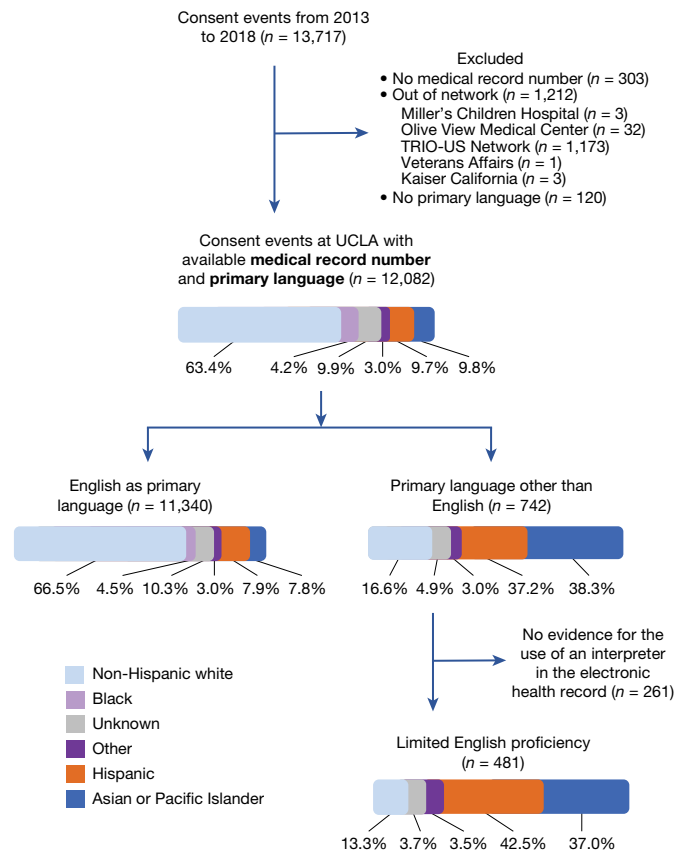 Consent events from 2013
to 2018 (n = 13,717)
Excluded
• No medical record number (n = 303)
• Out of network (n = 1,212)
Miller's Children Hospital (n = 3)
Olive View Medical Center (n = 32)
TRIO-US Network (n = 1,173)
Veterans Affairs (n = 1)
Kaiser California (n = 3)
• No primary language (n = 120)
Consent events at UCLA with
available medical record number
and primary language (n = 12,082)
63.4% 4.2% 9.9% 3.0% 9.7% 9.8%
English as primary
language (n = 11,340)
66.5% 4.5% 10.3% 3.0% 7.9% 7.8%
Primary language other than
English (n = 742)
16.6% 4.9% 3.0% 37.2% 38.3%
No evidence for the
use of an interpreter
in the electronic
health record (n = 261)
Non-Hispanic white
Black
Unknown
Other
Hispanic
Asian or Pacific Islander
Limited English proficiency
(n = 481)
13.3% 3.7% 3.5% 42.5% 37.0%